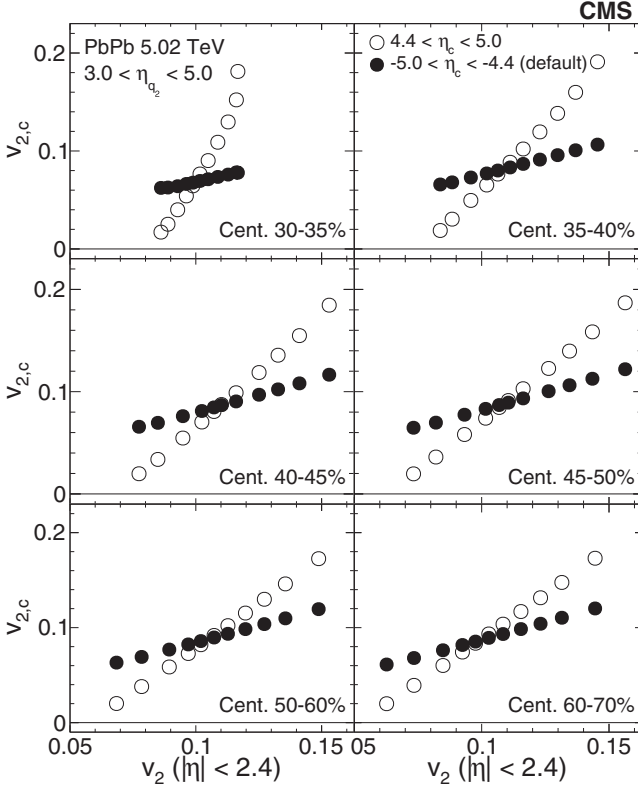 CMS
PbPb 5.02 TeV
3.0 < η_q₂ < 5.0
4.4 < η_c < 5.0
-5.0 < η_c < -4.4 (default)
0.2
0.1
0
v_2,c
Cent. 30-35%
Cent. 35-40%
0.2
0.1
0
v_2,c
Cent. 40-45%
Cent. 45-50%
0.2
0.1
0
v_2,c
Cent. 50-60%
Cent. 60-70%
0.05 0.1 0.15 05 0.1 0.15
v₂ (|η| < 2.4) v₂ (|η| < 2.4)